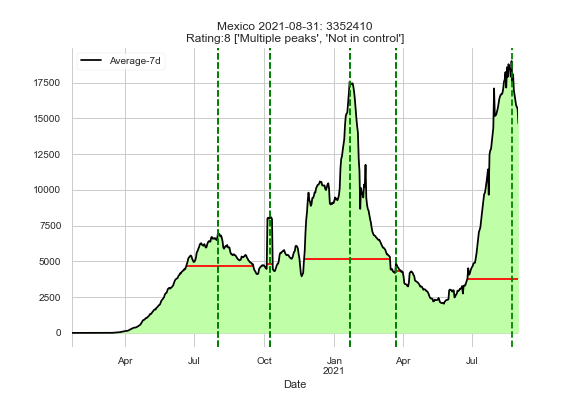 Mexico 2021-08-31: 3352410
Rating:8 ['Multiple peaks', 'Not in control']
Average-7d
17500
15000
12500
10000
7500
5000
2500
0
Apr Jul Oct Jan Apr Jul
2021
Date